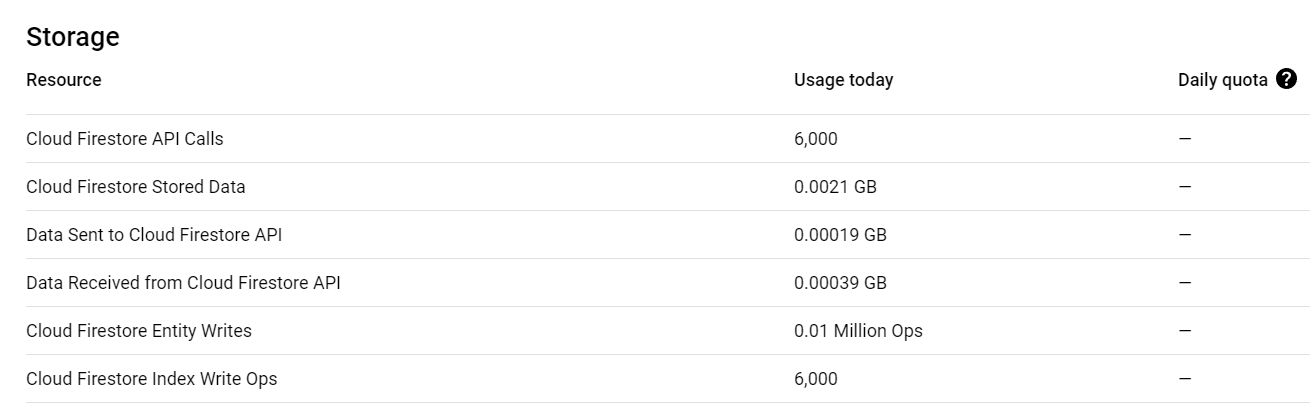 Storage
Resource Usage today Daily quota ?
Cloud Firestore API Calls 6,000 —
Cloud Firestore Stored Data 0.0021 GB —
Data Sent to Cloud Firestore API 0.00019 GB —
Data Received from Cloud Firestore API 0.00039 GB —
Cloud Firestore Entity Writes 0.01 Million Ops —
Cloud Firestore Index Write Ops 6,000 —